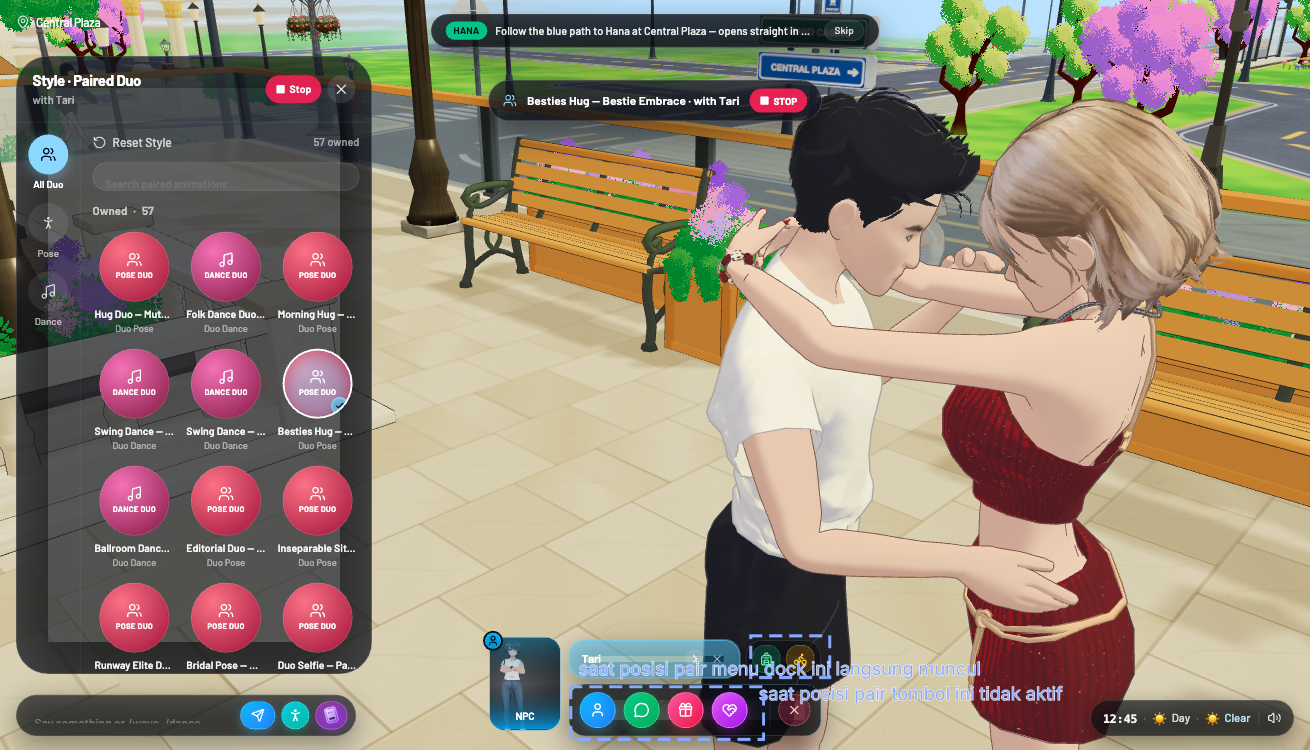 Central Plaza
HANA
Follow the blue path to Hana at Central Plaza — opens straight in ...
Skip
CENTRAL PLAZA
Style · Paired Duo
with Tari
Stop
Besties Hug — Bestie Embrace · with Tari
STOP
All Duo
Pose
Dance
Reset Style
57 owned
Search paired animations...
Owned · 57
POSE DUO
DANCE DUO
POSE DUO
Hug Duo — Mut...
Folk Dance Duo...
Morning Hug — ...
Duo Pose
Duo Dance
Duo Pose
DANCE DUO
DANCE DUO
POSE DUO
Swing Dance — ...
Swing Dance — ...
Besties Hug — ...
Duo Dance
Duo Dance
Duo Pose
DANCE DUO
POSE DUO
POSE DUO
Ballroom Danc...
Editorial Duo — ...
Inseparable Sit...
Duo Dance
Duo Pose
Duo Pose
POSE DUO
POSE DUO
POSE DUO
Runway Elite D...
Bridal Pose — ...
Duo Selfie — Pa...
Say something or /wave, /dance
NPC
Tari
saat posisi pair menu dock ini langsung muncul
saat posisi pair tombol ini tidak aktif
12:45
Day
Clear